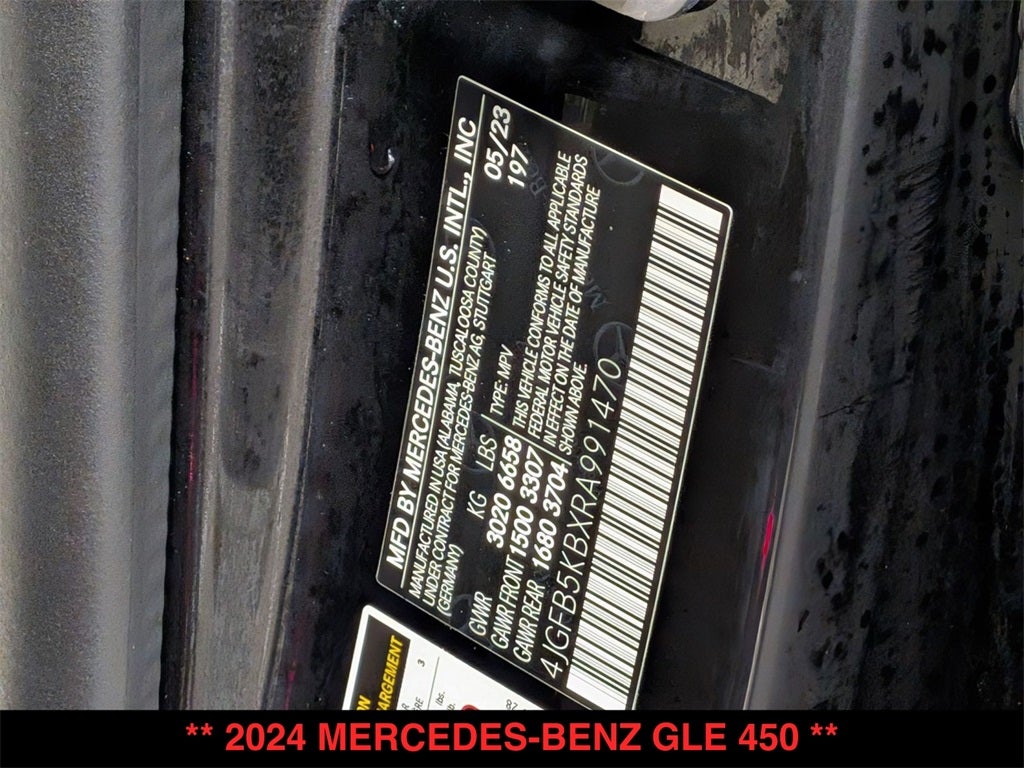 MFD BY MERCEDES-BENZ U.S. INTL., INC
MANUFACTURED IN USA (ALABAMA, TUSCALOOSA COUNTY)
UNDER CONTRACT FOR MERCEDES-BENZ AG, STUTTGART
(GERMANY)
05/23
197
KG LBS TYPE: MPV
GVWR 3020 6658
GAWR FRONT 1500 3307
GAWR REAR 1680 3704
THIS VEHICLE CONFORMS TO ALL APPLICABLE
FEDERAL MOTOR VEHICLE SAFETY STANDARDS
IN EFFECT ON THE DATE OF MANUFACTURE
SHOWN ABOVE
4JGFB5KBXRA991470
ARGEMENT
3
lbs.
** 2024 MERCEDES-BENZ GLE 450 **